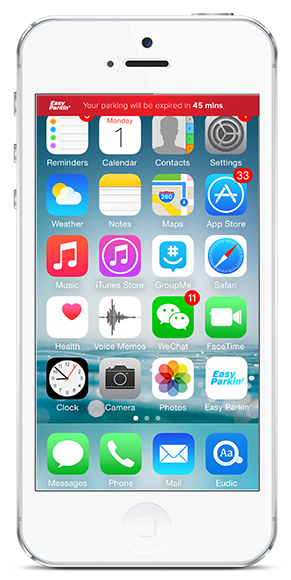 Easy Parkin' Your parking will be expired in 45 mins.
Reminders Calendar Contacts Settings
Monday
1
Weather Notes Maps App Store
280
33
Music iTunes Store GroupMe Safari
Health Voice Memos WeChat FaceTime
11
Clock Camera Photos Easy Parkin'
Easy Parkin'
Messages Phone Mail Eudic
Aa